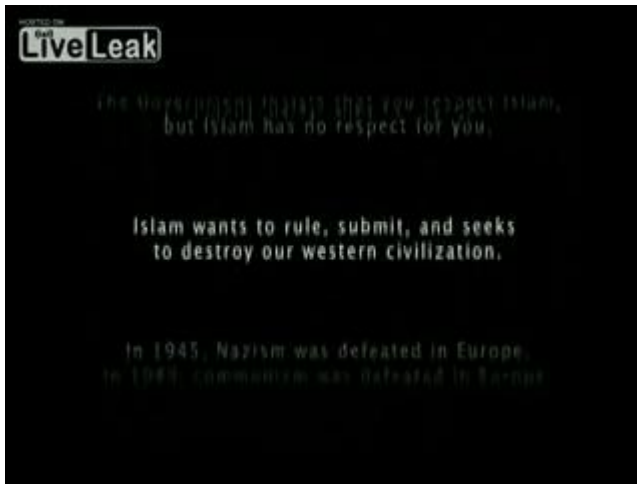 HOSTED ON
LiveLeak
The Government insists that you respect Islam,
but Islam has no respect for you.
Islam wants to rule, submit, and seeks
to destroy our western civilization.
In 1945, Nazism was defeated in Europe.
In 1989, communism was defeated in Europe